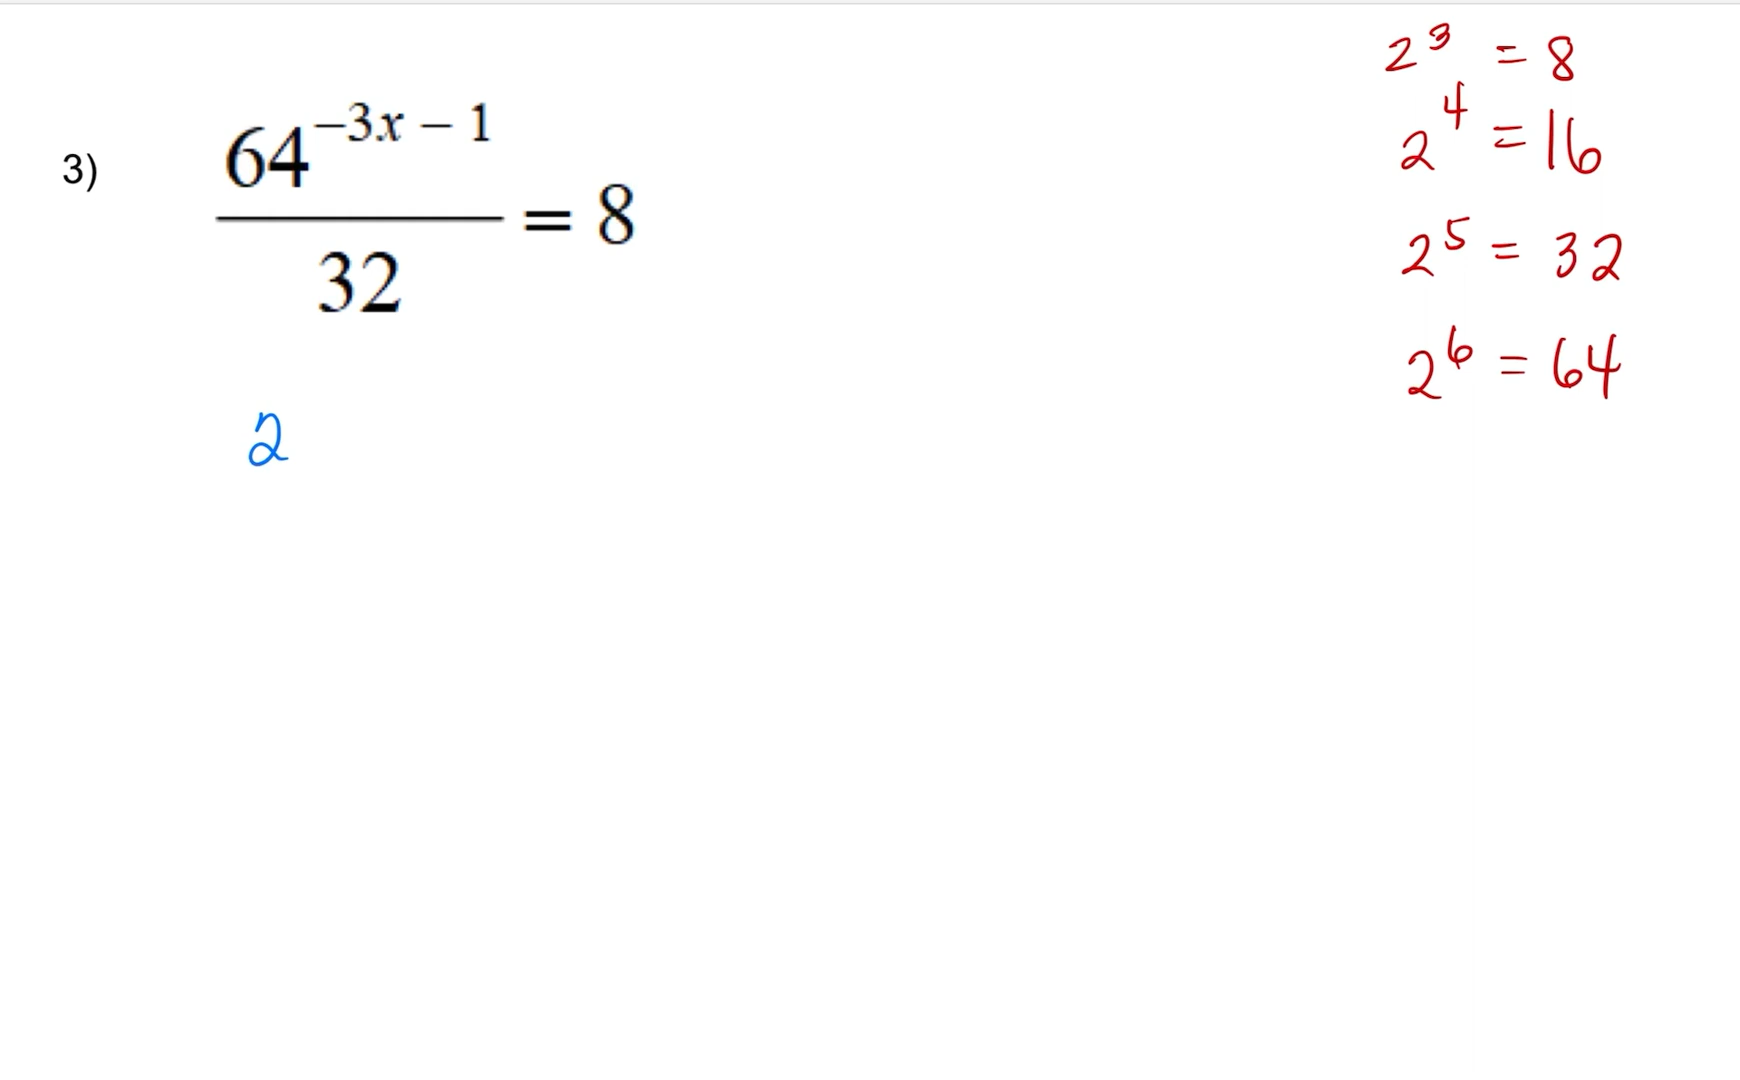 3) 64^{-3x - 1} / 32 = 8
2^3 = 8
2^4 = 16
2^5 = 32
2^6 = 64
2